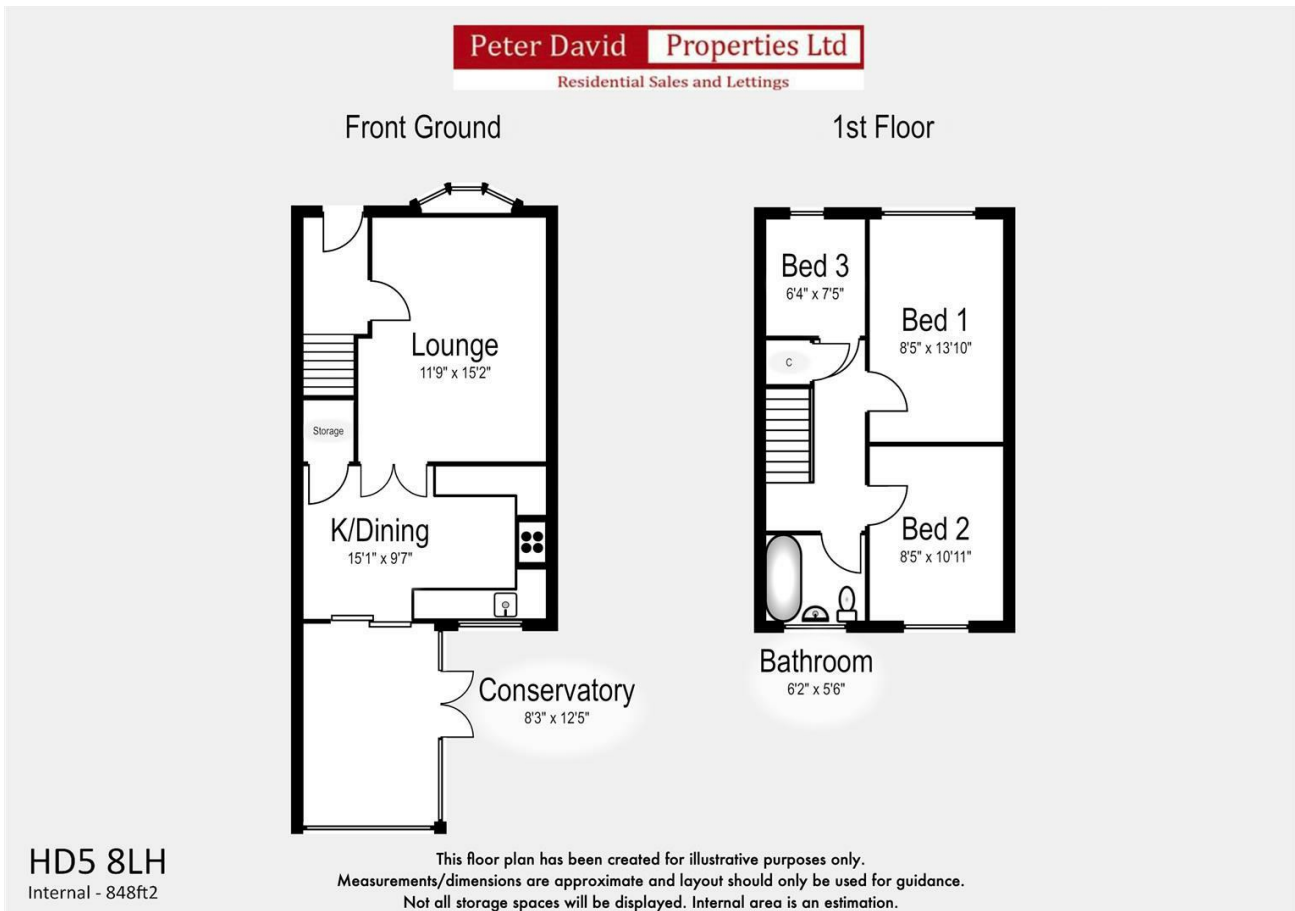 Peter David Properties Ltd
Residential Sales and Lettings
Front Ground
1st Floor
Lounge
11'9" x 15'2"
Storage
K/Dining
15'1" x 9'7"
Conservatory
8'3" x 12'5"
Bed 3
6'4" x 7'5"
Bed 1
8'5" x 13'10"
C
Bed 2
8'5" x 10'11"
Bathroom
6'2" x 5'6"
HD5 8LH
Internal - 848ft2
This floor plan has been created for illustrative purposes only.
Measurements/dimensions are approximate and layout should only be used for guidance.
Not all storage spaces will be displayed. Internal area is an estimation.